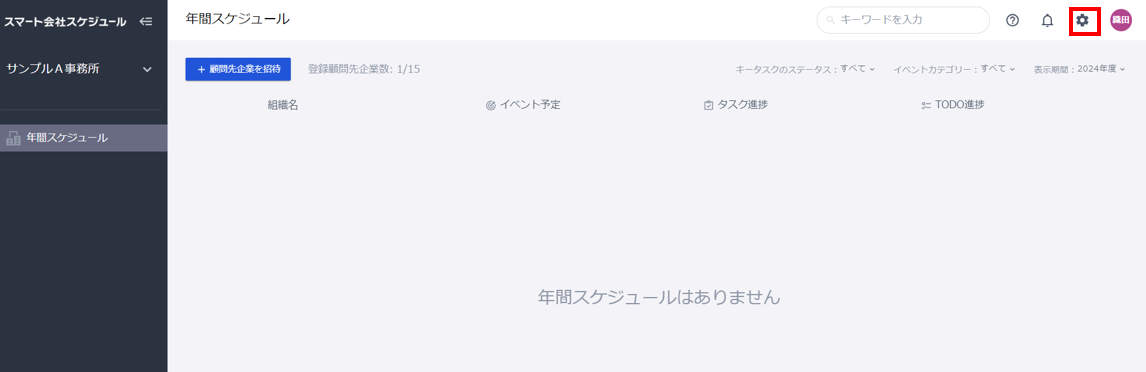 スマート会社スケジュール
年間スケジュール
キーワードを入力
織田
サンプルＡ事務所
＋ 顧問先企業を招待
登録顧問先企業数: 1/15
キータスクのステータス : すべて
イベントカテゴリー : すべて
表示期間 : 2024年度
組織名
イベント予定
タスク進捗
TODO進捗
年間スケジュール
年間スケジュールはありません